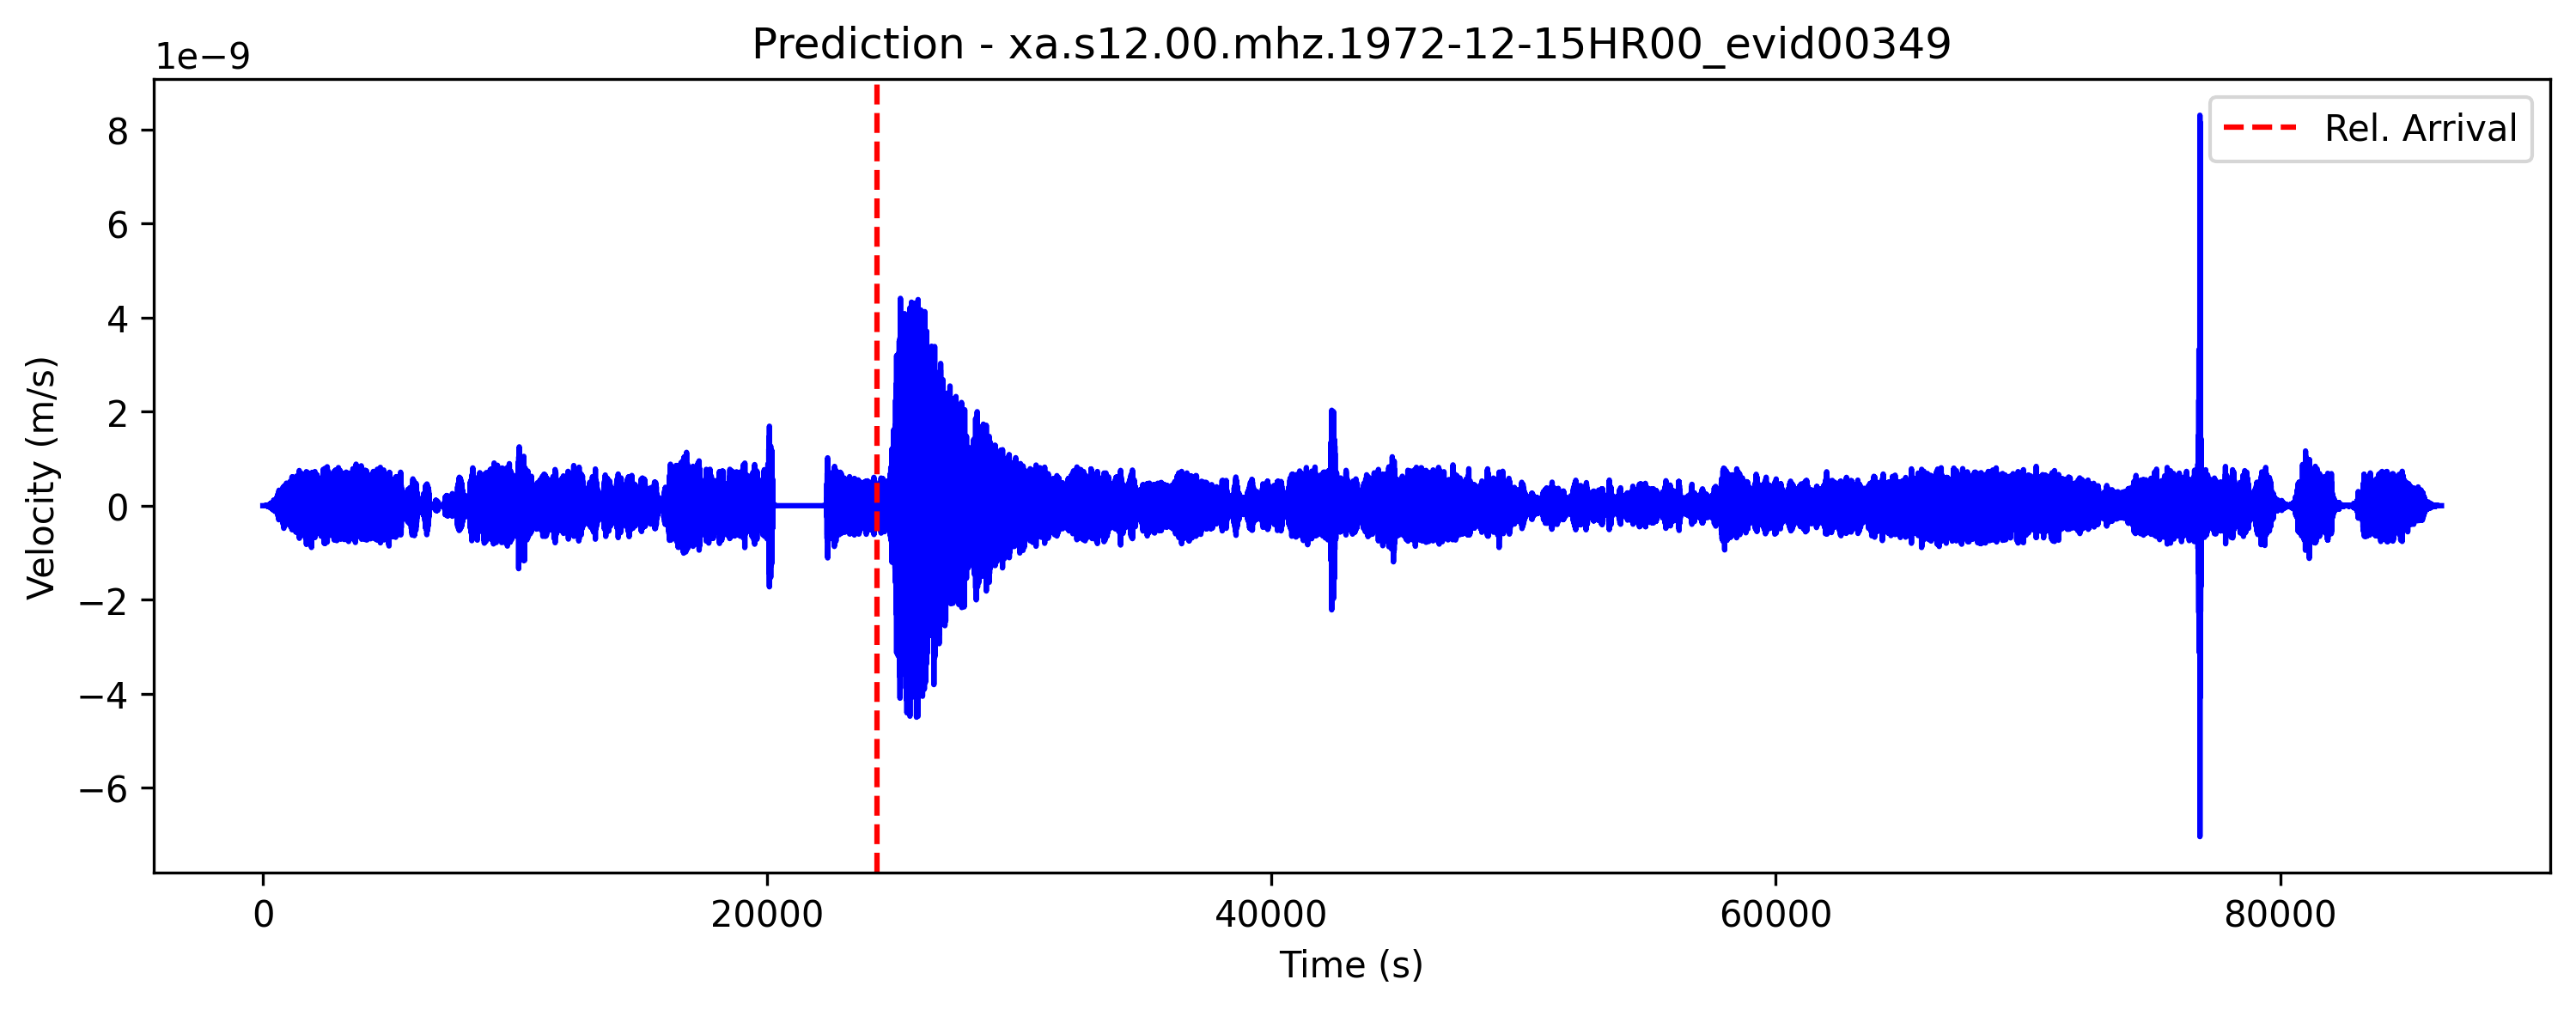 Prediction - xa.s12.00.mhz.1972-12-15HR00_evid00349
1e−9
Rel. Arrival
8
6
4
2
0
−2
−4
−6
Velocity (m/s)
0 20000 40000 60000 80000
Time (s)